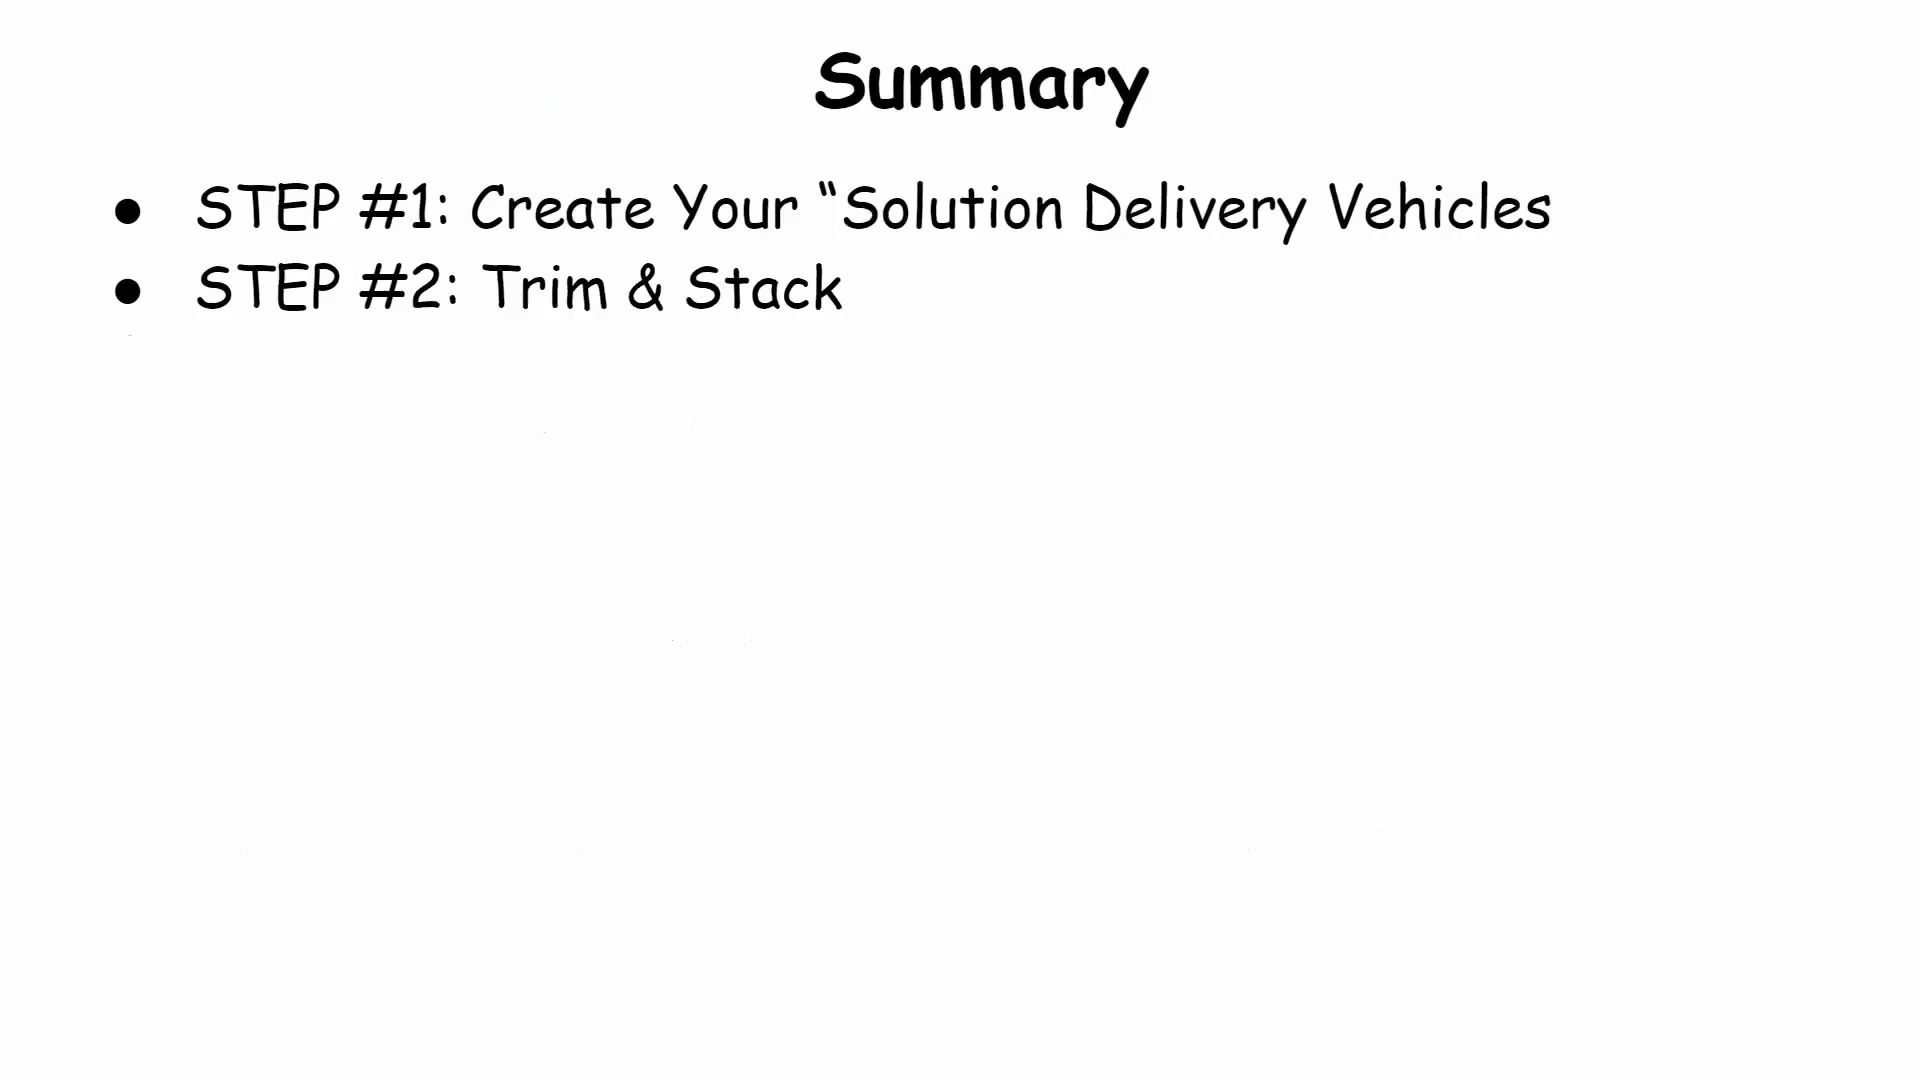 Summary
● STEP #1: Create Your “Solution Delivery Vehicles
● STEP #2: Trim & Stack